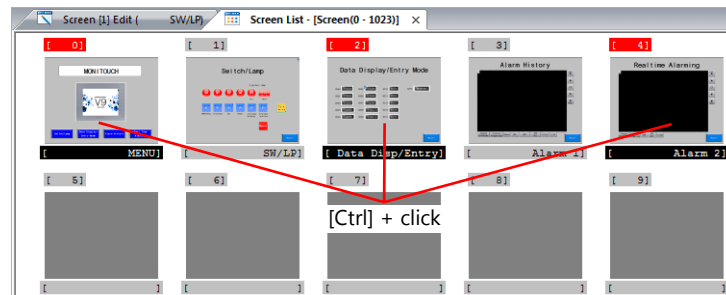 Screen [1] Edit ( SW/LP) Screen List - [Screen(0 - 1023)] ×
[ 0] [ 1] [ 2] [ 3] [ 4]
MONITOUCH Switch/Lamp Data Display/Entry Mode Alarm History Realtime Alarming
V9
[ MENU] [ SW/LP] [ Data Disp/Entry] [ Alarm 1] [ Alarm 2]
[ 5] [ 6] [ 7] [ 8] [ 9]
[Ctrl] + click
[ ] [ ] [ ] [ ] [ ]